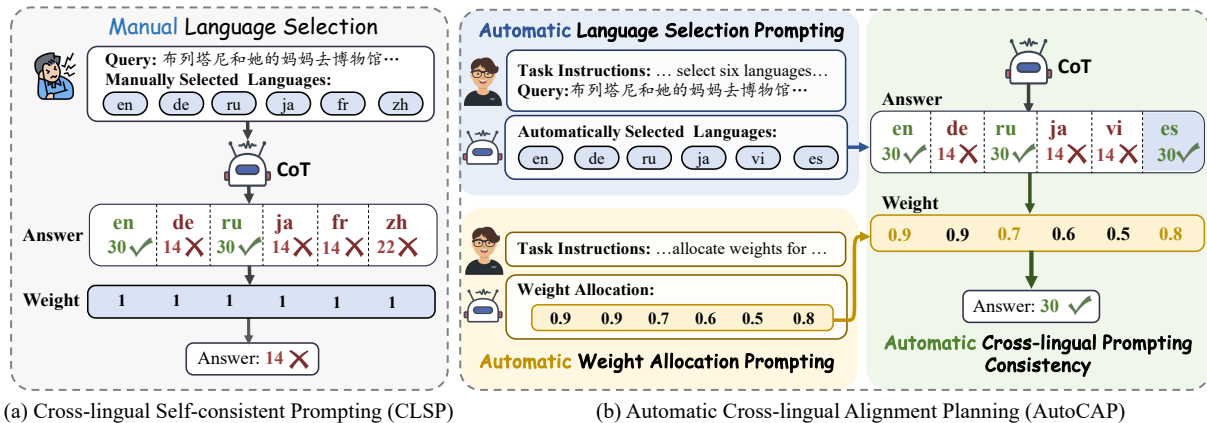 Manual Language Selection
Query: 布列塔尼和她的妈妈去博物馆…
Manually Selected Languages:
en de ru ja fr zh
CoT
en de ru ja fr zh
Answer 30 14 30 14 14 22
Weight 1 1 1 1 1 1
Answer: 14
(a) Cross-lingual Self-consistent Prompting (CLSP)
Automatic Language Selection Prompting
Task Instructions: … select six languages…
Query:布列塔尼和她的妈妈去博物馆…
Automatically Selected Languages:
en de ru ja vi es
Task Instructions: …allocate weights for …
Weight Allocation:
0.9 0.9 0.7 0.6 0.5 0.8
Automatic Weight Allocation Prompting
CoT
Answer
en de ru ja vi es
30 14 30 14 14 30
Weight
0.9 0.9 0.7 0.6 0.5 0.8
Answer: 30
Automatic Cross-lingual Prompting
Consistency
(b) Automatic Cross-lingual Alignment Planning (AutoCAP)